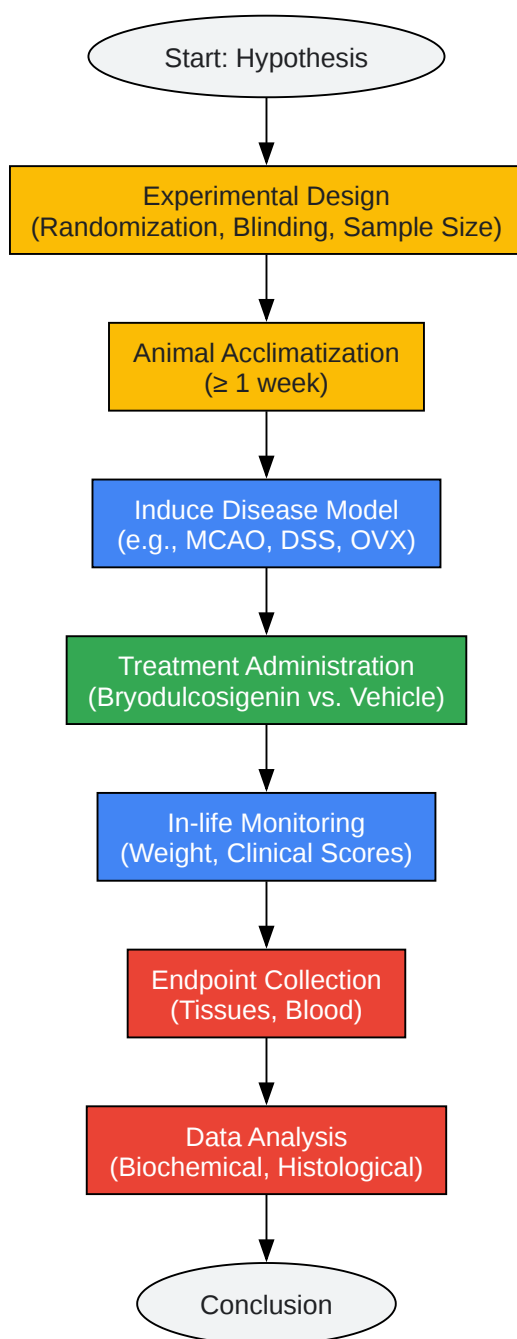 Start: Hypothesis
Experimental Design
(Randomization, Blinding, Sample Size)
Animal Acclimatization
(≥ 1 week)
Induce Disease Model
(e.g., MCAO, DSS, OVX)
Treatment Administration
(Bryodulcosigenin vs. Vehicle)
In-life Monitoring
(Weight, Clinical Scores)
Endpoint Collection
(Tissues, Blood)
Data Analysis
(Biochemical, Histological)
Conclusion